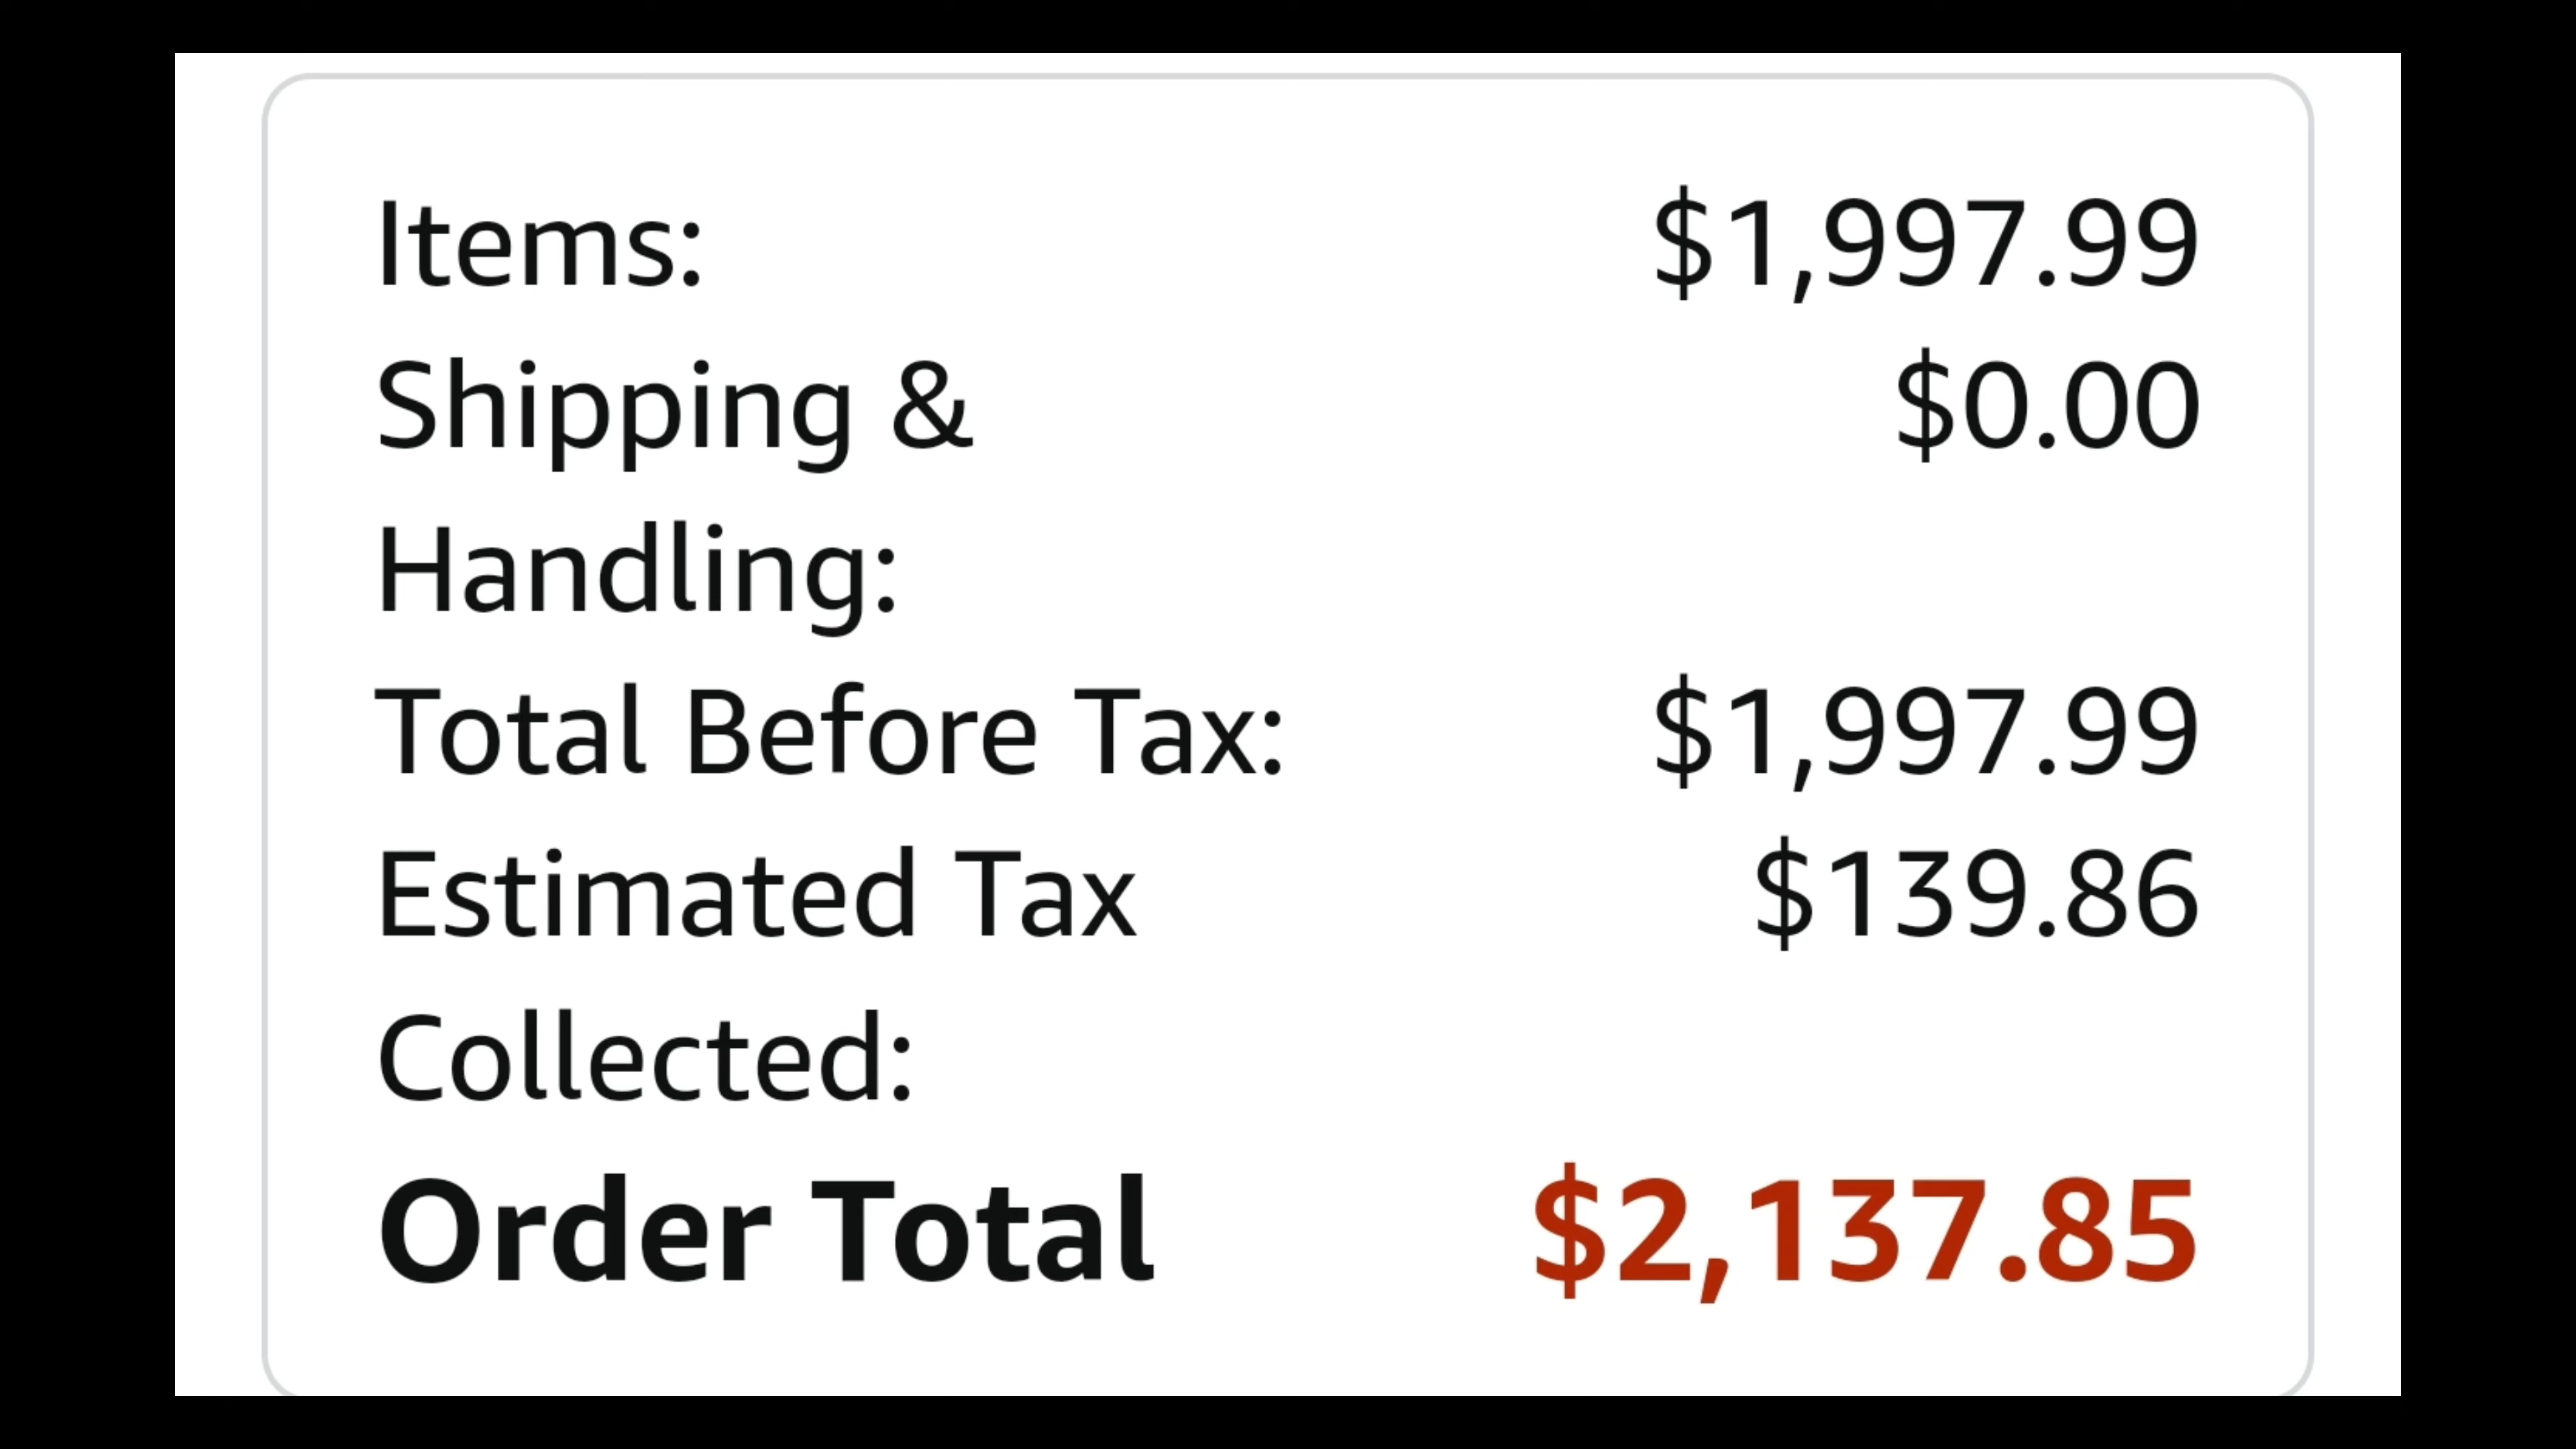 Items: $1,997.99
Shipping & $0.00
Handling:
Total Before Tax: $1,997.99
Estimated Tax $139.86
Collected:
Order Total $2,137.85